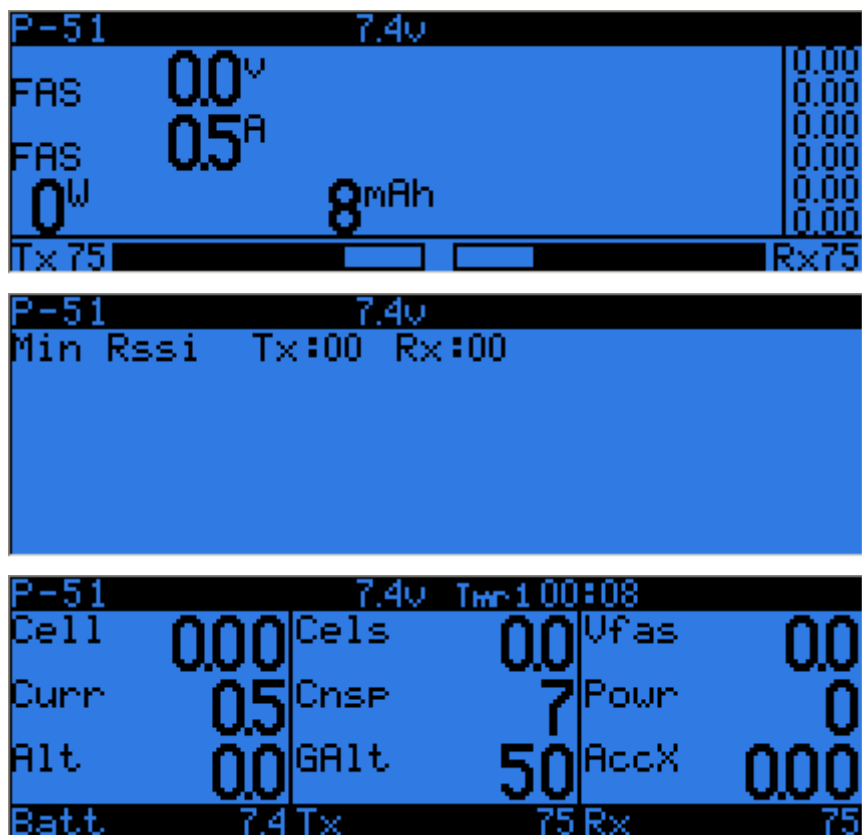 P-51 7.4v
FAS 0.0v 0.00
0.00
FAS 0.5A 0.00
0.00
0W 8mAh 0.00
0.00
Tx 75 Rx75
P-51 7.4v
Min Rssi Tx:00 Rx:00
P-51 7.4v Tmr1 00:08
Cell 0.00 Cels 0.0 Vfas 0.0
Curr 0.5 Cnsp 7 Powr 0
Alt 0.0 GAlt 50 AccX 0.00
Batt 7.4 Tx 75 Rx 75